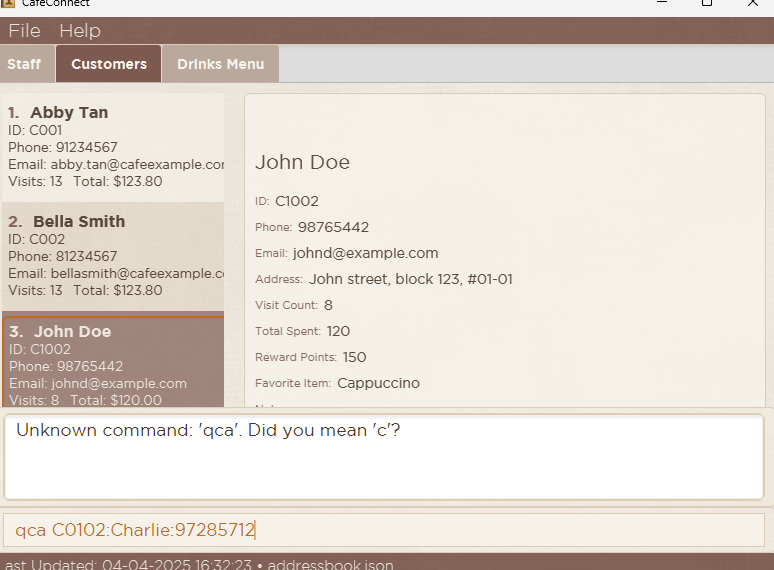 CafeConnect
File Help
Staff Customers Drinks Menu
1. Abby Tan
ID: C001
Phone: 91234567
Email: abby.tan@cafeexample.cor
Visits: 13 Total: $123.80
2. Bella Smith
ID: C002
Phone: 81234567
Email: bellasmith@cafeexample.c
Visits: 13 Total: $123.80
3. John Doe
ID: C1002
Phone: 98765442
Email: johnd@example.com
Visits: 8 Total: $120.00
John Doe
ID: C1002
Phone: 98765442
Email: johnd@example.com
Address: John street, block 123, #01-01
Visit Count: 8
Total Spent: 120
Reward Points: 150
Favorite Item: Cappuccino
Unknown command: 'qca'. Did you mean 'c'?
qca C0102:Charlie:97285712
ast Updated: 04-04-2025 16:32:23 • addressbook.json